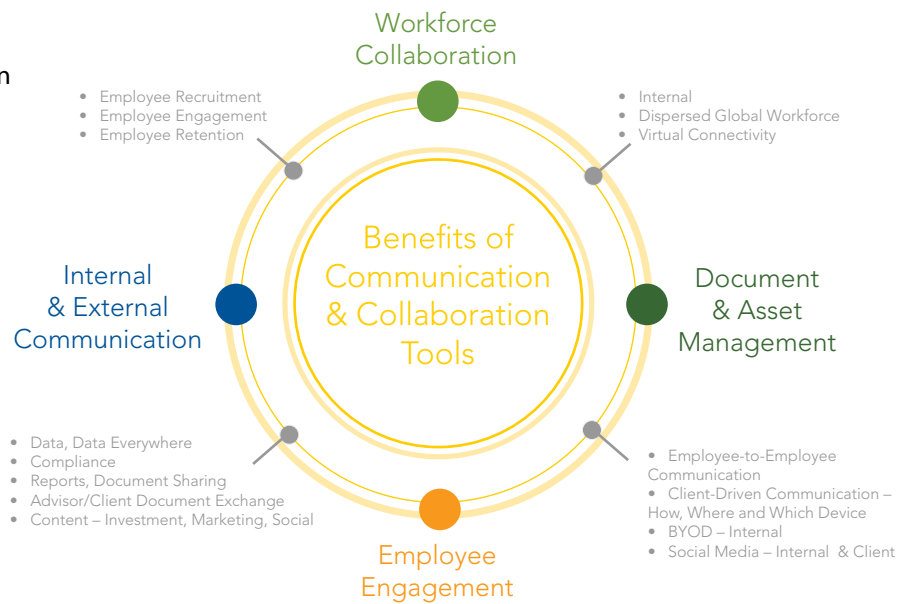 Workforce
Collaboration
n
• Employee Recruitment
• Employee Engagement
• Employee Retention
• Internal
• Dispersed Global Workforce
• Virtual Connectivity
Benefits of
Communication
& Collaboration
Tools
Internal
& External
Communication
Document
& Asset
Management
• Data, Data Everywhere
• Compliance
• Reports, Document Sharing
• Advisor/Client Document Exchange
• Content – Investment, Marketing, Social
• Employee-to-Employee
Communication
• Client-Driven Communication –
How, Where and Which Device
• BYOD – Internal
• Social Media – Internal & Client
Employee
Engagement